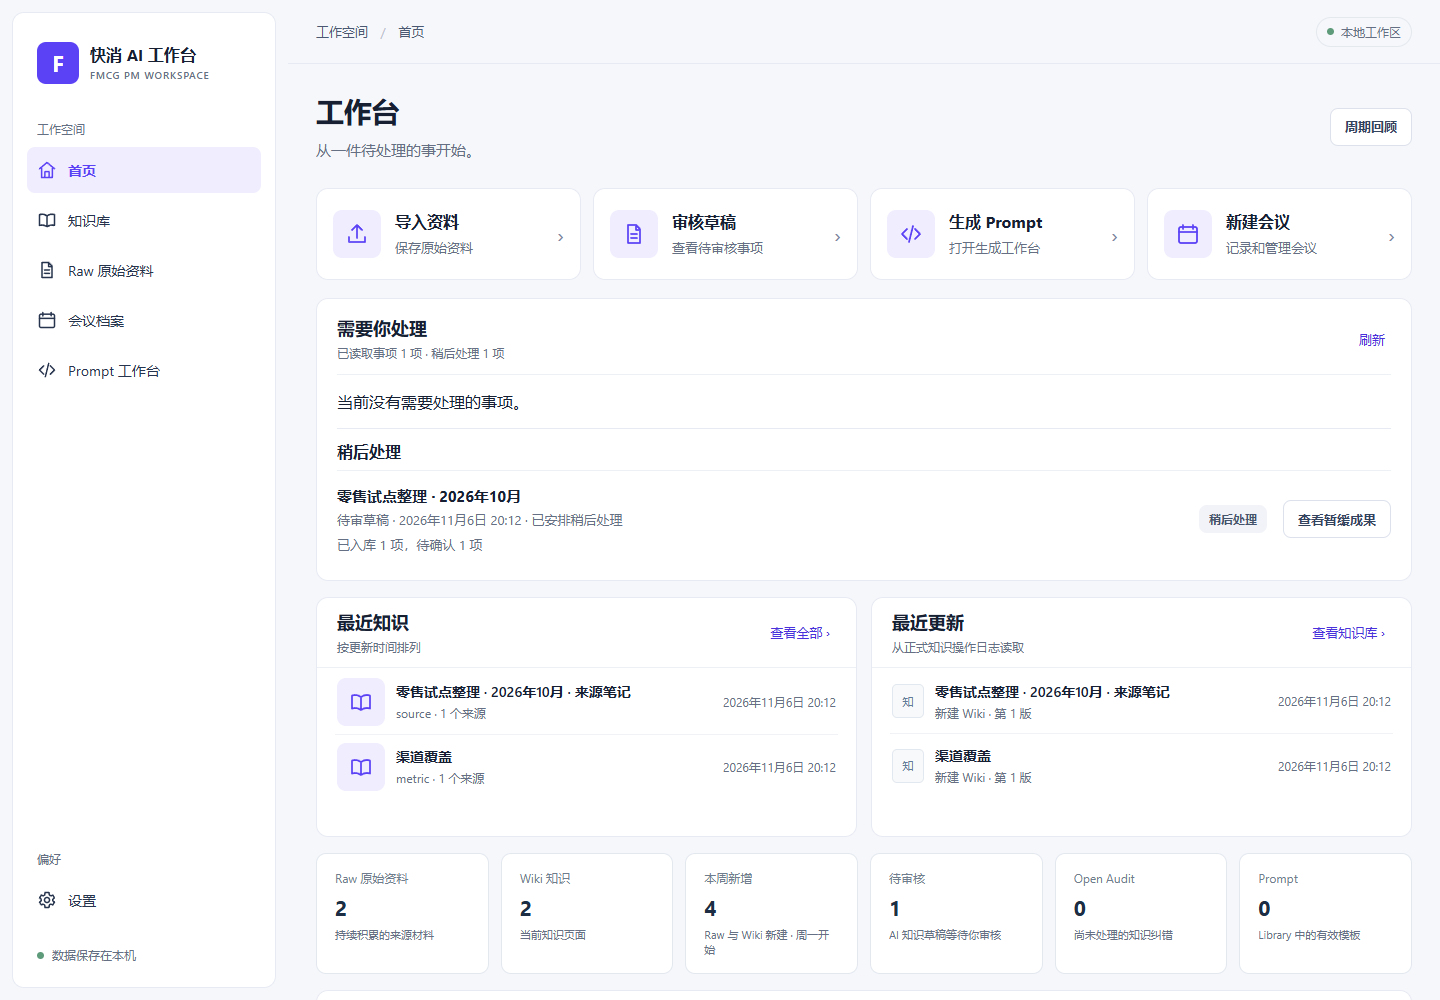 F
快消 AI 工作台
FMCG PM WORKSPACE
工作空间
首页
知识库
Raw 原始资料
会议档案
Prompt 工作台
偏好
设置
数据保存在本机
工作空间 / 首页
本地工作区
工作台
从一件待处理的事开始。
周期回顾
导入资料
保存原始资料
审核草稿
查看待审核事项
生成 Prompt
打开生成工作台
新建会议
记录和管理会议
需要你处理
已读取事项 1 项 · 稍后处理 1 项
刷新
当前没有需要处理的事项。
稍后处理
零售试点整理 · 2026年10月
待审草稿 · 2026年11月6日 20:12 · 已安排稍后处理
已入库 1 项，待确认 1 项
稍后处理
查看暂缓成果
最近知识
按更新时间排列
查看全部 ›
零售试点整理 · 2026年10月 · 来源笔记
source · 1 个来源
2026年11月6日 20:12
渠道覆盖
metric · 1 个来源
2026年11月6日 20:12
最近更新
从正式知识操作日志读取
查看知识库 ›
知
零售试点整理 · 2026年10月 · 来源笔记
新建 Wiki · 第 1 版
2026年11月6日 20:12
知
渠道覆盖
新建 Wiki · 第 1 版
2026年11月6日 20:12
Raw 原始资料
2
持续积累的来源材料
Wiki 知识
2
当前知识页面
本周新增
4
Raw 与 Wiki 新建 · 周一开
始
待审核
1
AI 知识草稿等待你审核
Open Audit
0
尚未处理的知识纠错
Prompt
0
Library 中的有效模板